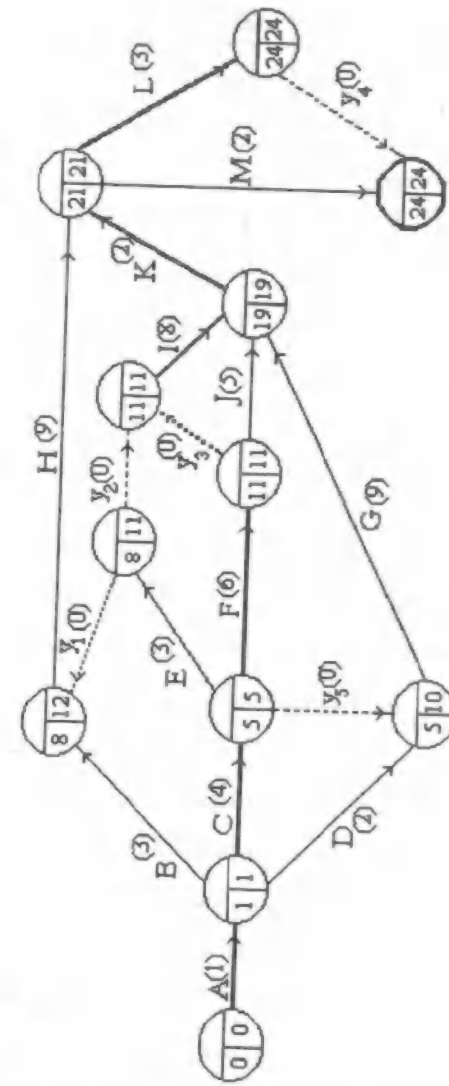 A(1)
B (3)
C (4)
D (2)
E (3)
F (6)
G (9)
H (9)
I (8)
J (5)
K (2)
L (3)
M (2)
y1 (0)
y2 (0)
y3 (0)
y4 (0)
y5 (0)
0 0
1 1
8 12
5 5
5 10
8 11
11 11
11 11
19 19
21 21
24 24
24 24